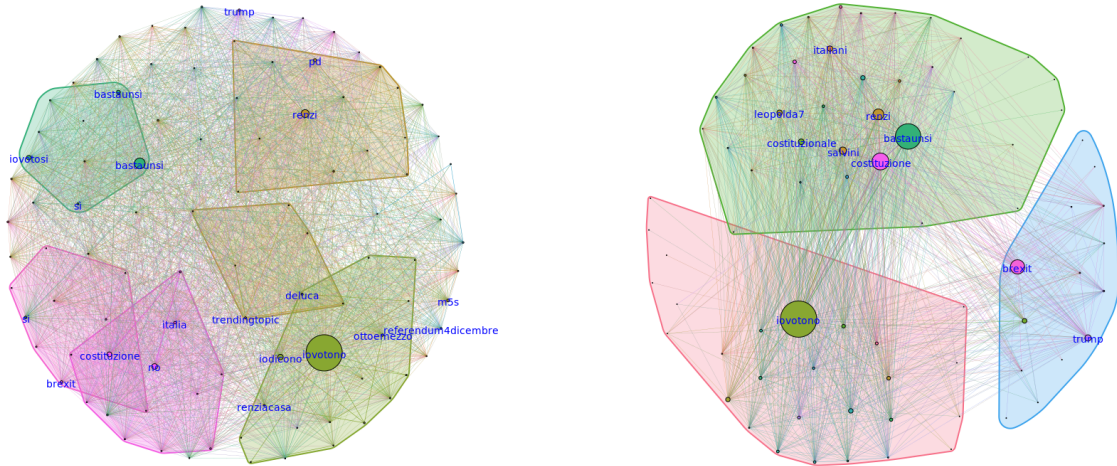 trump
pd
bastaunsi
renzi
iovotosi
bastaunsi
si
deluca
m5s
si
italia
trendingtopic
referendum4dicembre
ottoemezzo
costituzione
iodicono
iovotono
no
brexit
renziacasa
italiani
leopolda7
renzi
bastaunsi
costituzionale
salvini
costituzione
brexit
iovotono
trump